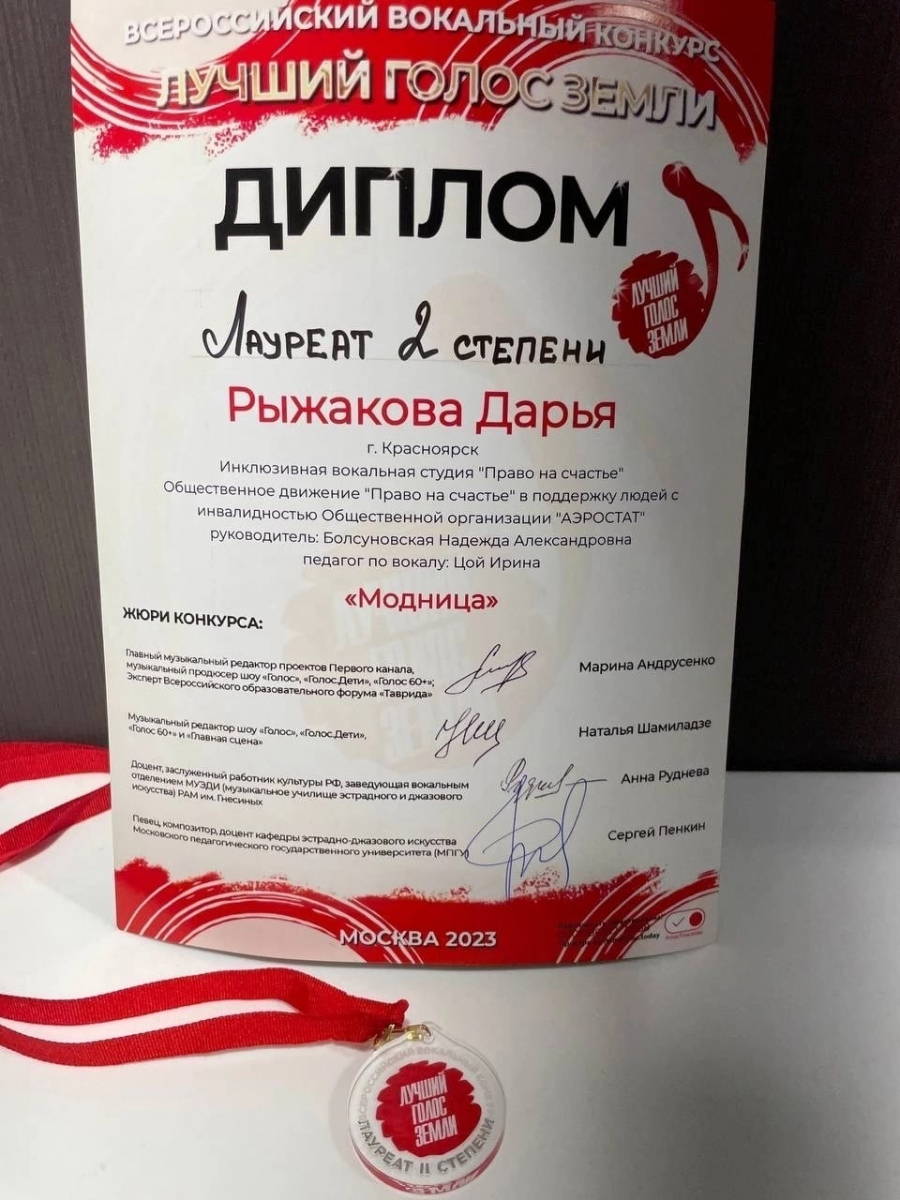 ВСЕРОССИЙСКИЙ ВОКАЛЬНЫЙ КОНКУРС
ЛУЧШИЙ ГОЛОС ЗЕМЛИ
ДИПЛОМ
ЛУЧШИЙ
ГОЛОС
ЗЕМЛИ
Лауреат 2 степени
Рыжакова Дарья
г. Красноярск
Инклюзивная вокальная студия "Право на счастье"
Общественное движение "Право на счастье" в поддержку людей с
инвалидностью Общественной организации "АЭРОСТАТ"
руководитель: Болсуновская Надежда Александровна
педагог по вокалу: Цой Ирина
«Модница»
ЖЮРИ КОНКУРСА:
Главный музыкальный редактор проектов Первого канала,
музыкальный продюсер шоу «Голос», «Голос.Дети», «Голос 60+»;
Эксперт Всероссийского образовательного форума «Таврида»
Марина Андрусенко
Музыкальный редактор шоу «Голос», «Голос.Дети»,
«Голос 60+» и «Главная сцена»
Наталья Шамиладзе
Доцент, заслуженный работник культуры РФ, заведующая вокальным
отделением МУЭДИ (музыкальное училище эстрадного и джазового
искусства) РАМ им. Гнесиных
Анна Руднева
Певец, композитор, доцент кафедры эстрадно-джазового искусства
Московского педагогического государственного университета (МПГУ)
Сергей Пенкин
МОСКВА 2023
ВСЕРОССИЙСКИЙ ВОКАЛЬНЫЙ КОНКУРС
ЛУЧШИЙ
ГОЛОС
ЗЕМЛИ
ЛАУРЕАТ II СТЕПЕНИ